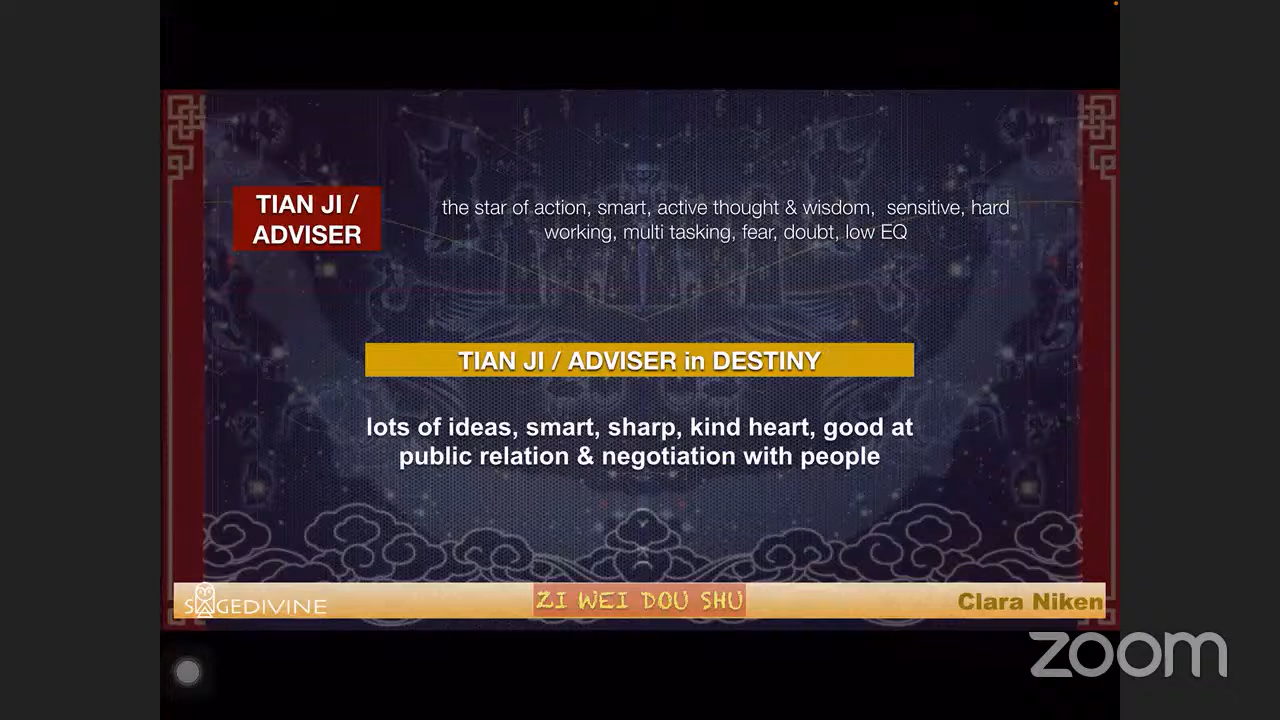 TIAN JI /
ADVISER
the star of action, smart, active thought & wisdom, sensitive, hard
working, multi tasking, fear, doubt, low EQ
TIAN JI / ADVISER in DESTINY
lots of ideas, smart, sharp, kind heart, good at
public relation & negotiation with people
SAGEDIVINE
ZI WEI DOU SHU
Clara Niken
zoom